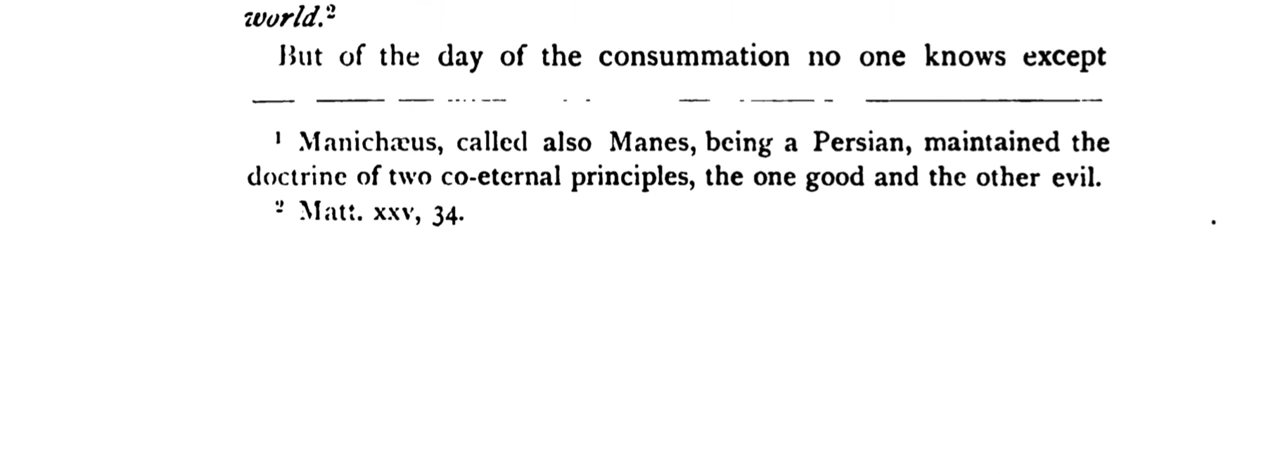 world.²
But of the day of the consummation no one knows except
¹ Manichæus, called also Manes, being a Persian, maintained the
doctrine of two co-eternal principles, the one good and the other evil.
² Matt. xxv, 34.